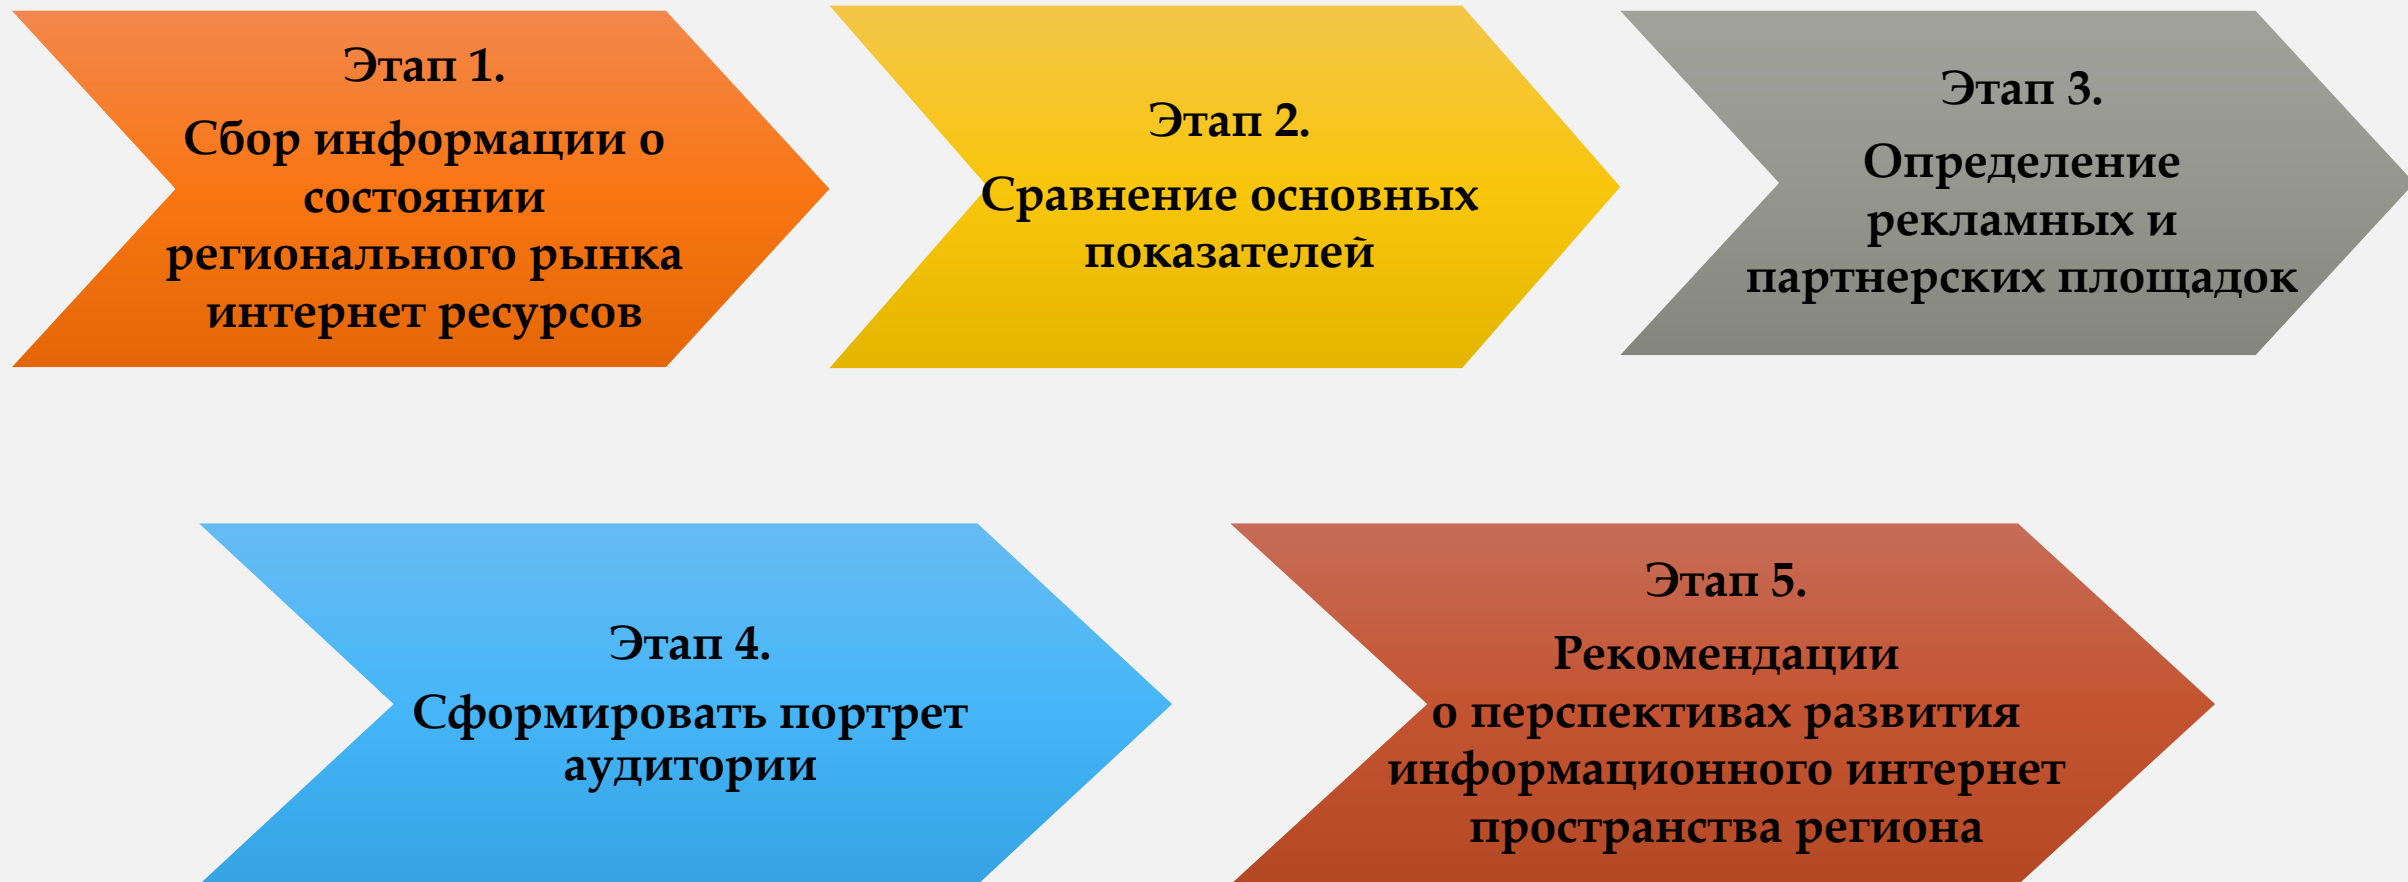 Этап 1.
Сбор информации о
состоянии
регионального рынка
интернет ресурсов
Этап 2.
Сравнение основных
показателей
Этап 3.
Определение
рекламных и
партнерских площадок
Этап 4.
Сформировать портрет
аудитории
Этап 5.
Рекомендации
о перспективах развития
информационного интернет
пространства региона